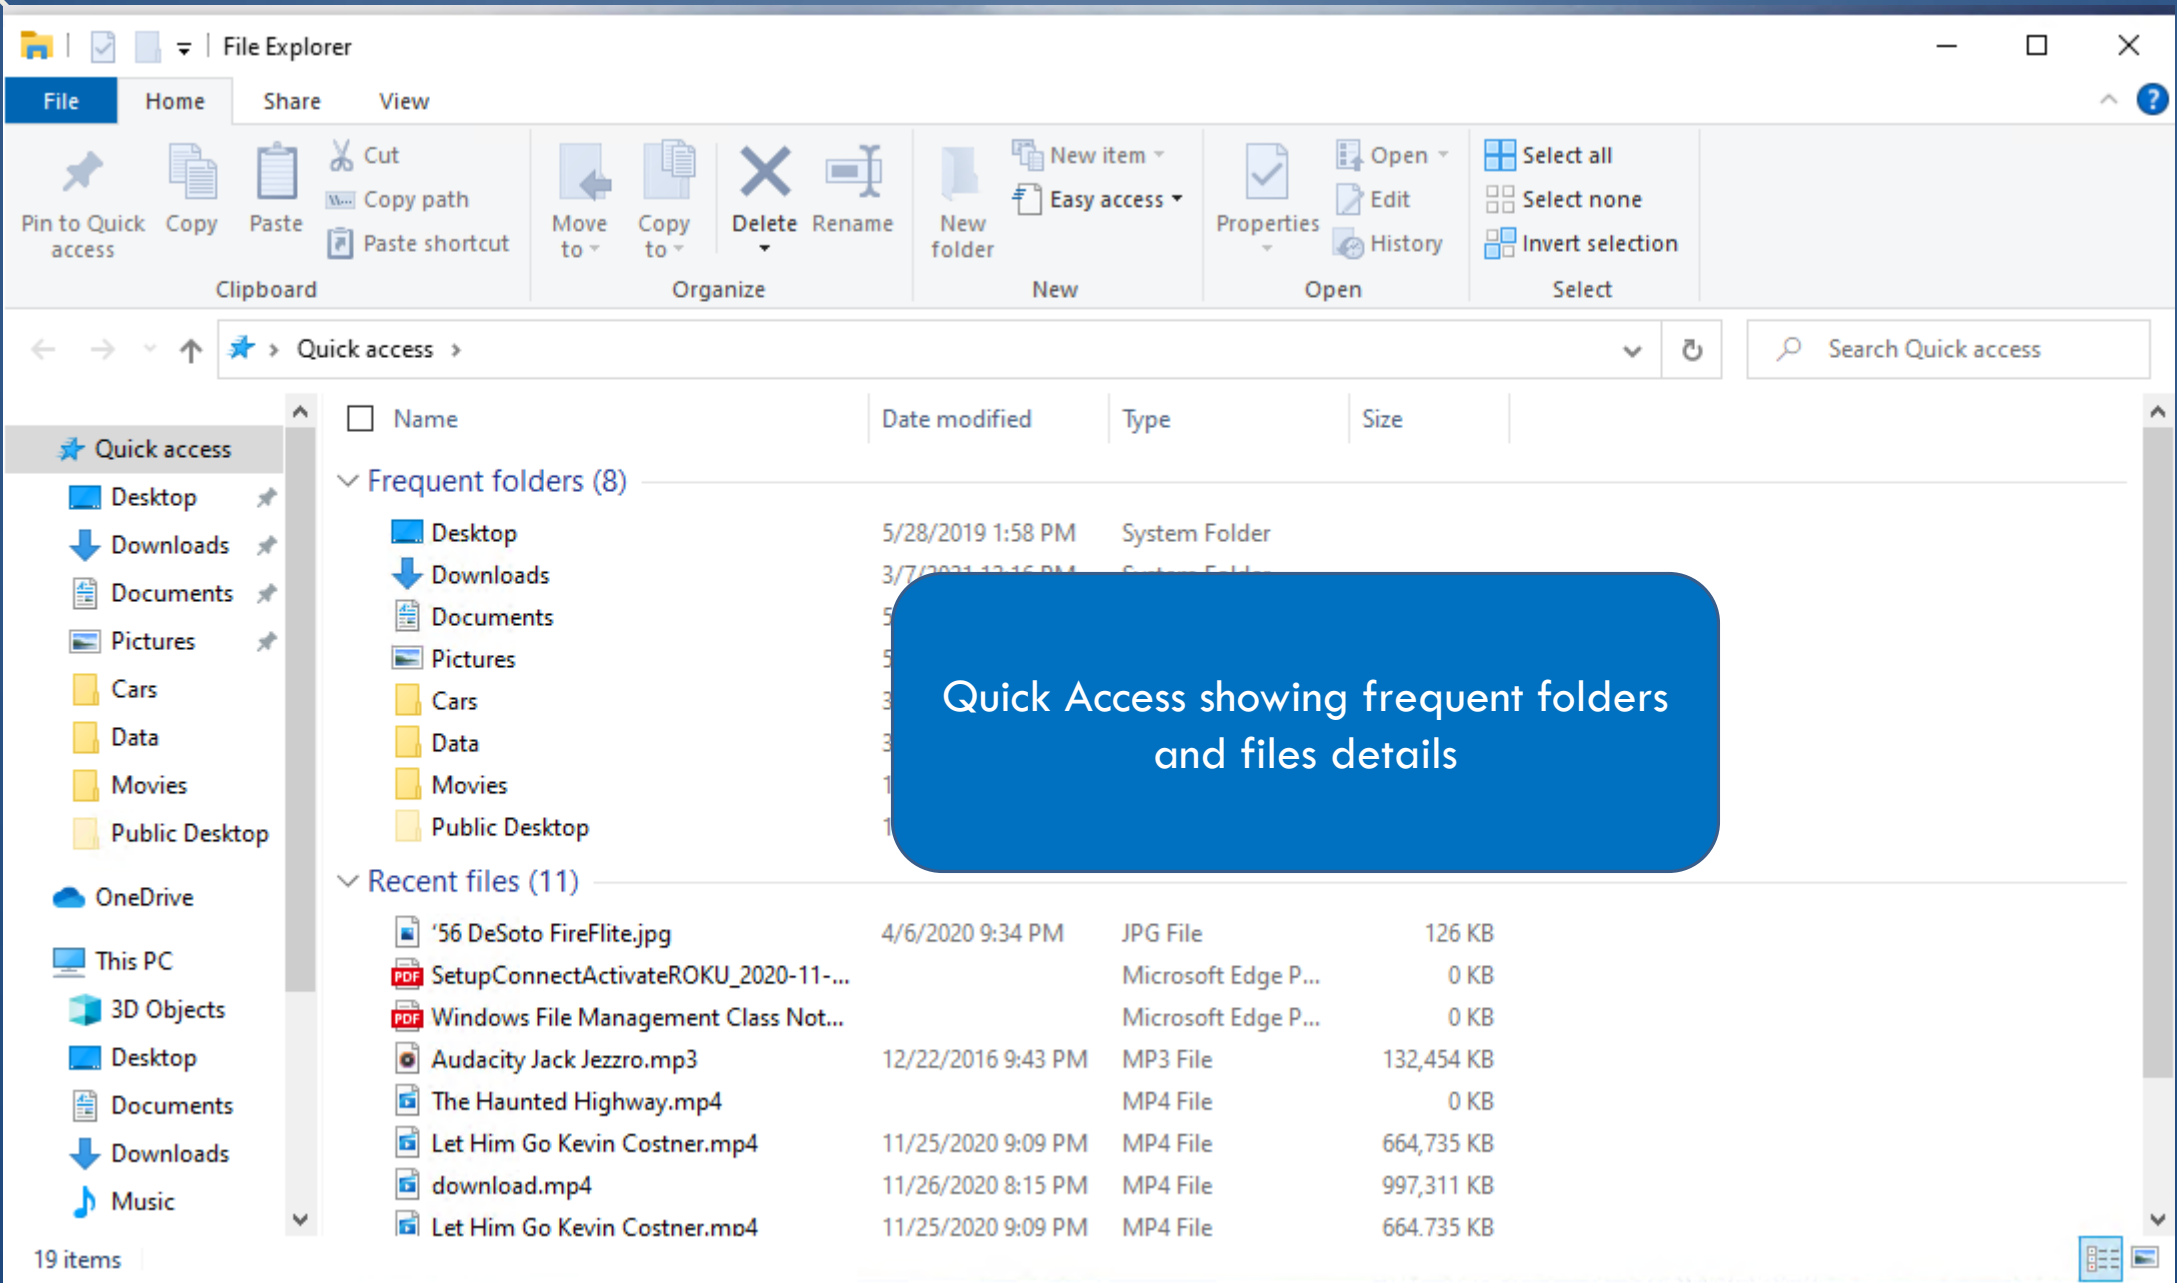 File Explorer
File Home Share View
Pin to Quick access Copy Paste
Cut
Copy path
Paste shortcut
Move to Copy to Delete Rename
New folder
New item
Easy access
Properties
Open
Edit
History
Select all
Select none
Invert selection
Clipboard Organize New Open Select
Quick access
Search Quick access
Quick access
Desktop
Downloads
Documents
Pictures
Cars
Data
Movies
Public Desktop
OneDrive
This PC
3D Objects
Desktop
Documents
Downloads
Music
Name Date modified Type Size
Frequent folders (8)
Desktop 5/28/2019 1:58 PM System Folder
Downloads
Documents
Pictures
Cars
Data
Movies
Public Desktop
Quick Access showing frequent folders
and files details
Recent files (11)
'56 DeSoto FireFlite.jpg 4/6/2020 9:34 PM JPG File 126 KB
SetupConnectActivateROKU_2020-11-... Microsoft Edge P... 0 KB
Windows File Management Class Not... Microsoft Edge P... 0 KB
Audacity Jack Jezzro.mp3 12/22/2016 9:43 PM MP3 File 132,454 KB
The Haunted Highway.mp4 MP4 File 0 KB
Let Him Go Kevin Costner.mp4 11/25/2020 9:09 PM MP4 File 664,735 KB
download.mp4 11/26/2020 8:15 PM MP4 File 997,311 KB
Let Him Go Kevin Costner.mp4 11/25/2020 9:09 PM MP4 File 664,735 KB
19 items